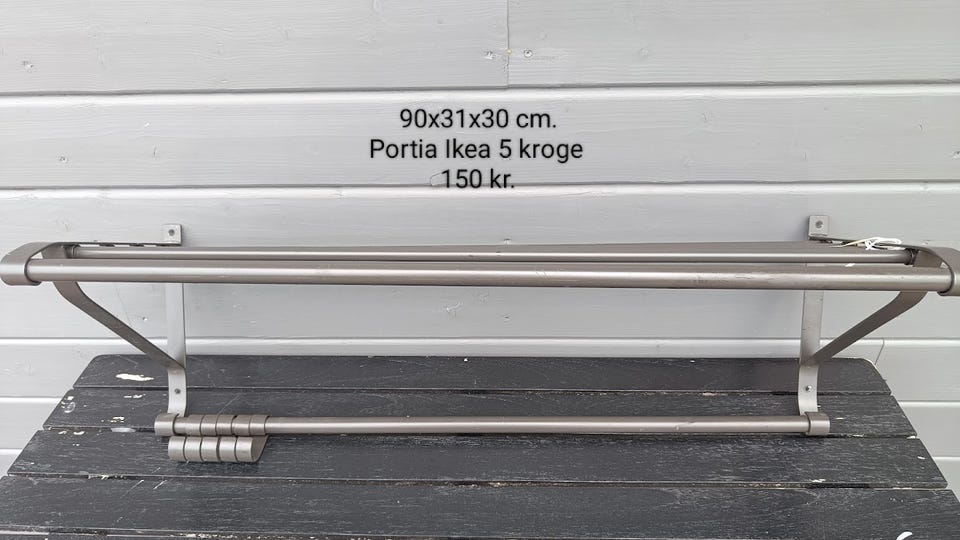 90x31x30 cm.
Portia Ikea 5 kroge
150 kr.